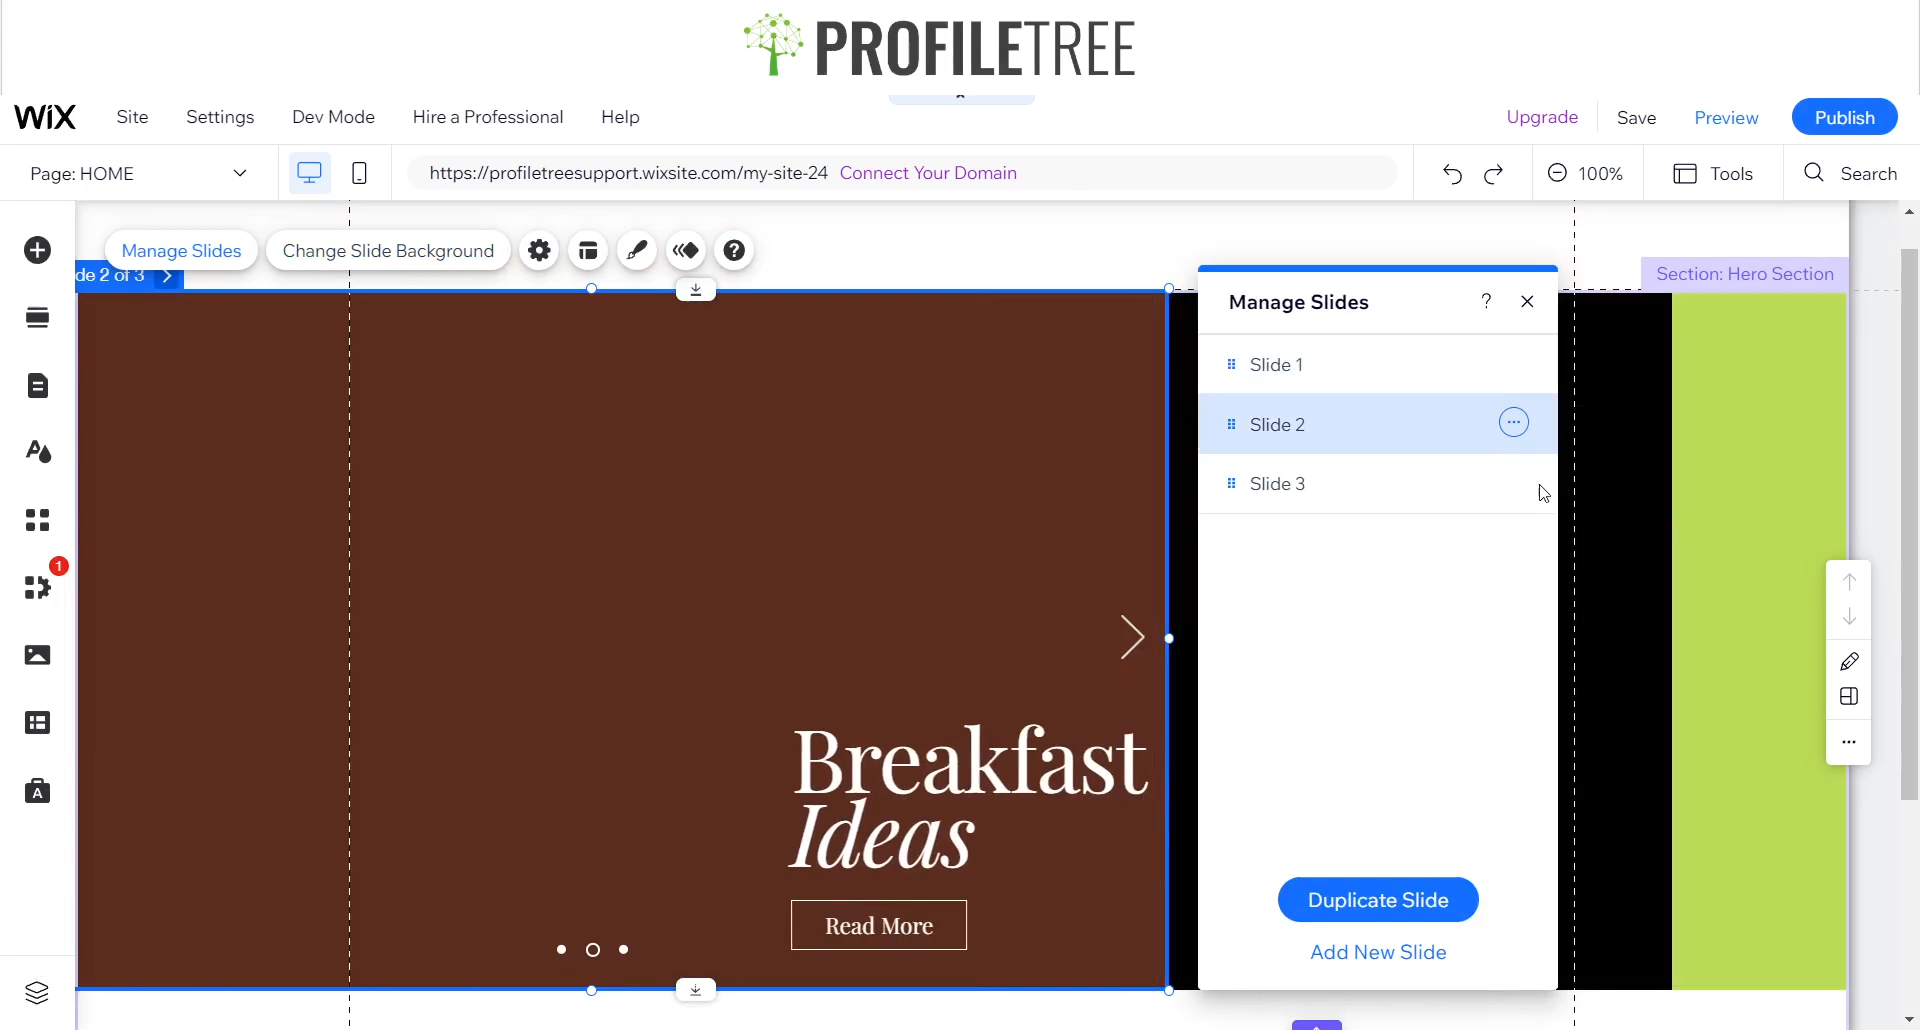 PROFILETREE
WiX Site Settings Dev Mode Hire a Professional Help Upgrade Save Preview Publish
Page: HOME https://profiletreesupport.wixsite.com/my-site-24 Connect Your Domain 100% Tools Search
Manage Slides Change Slide Background ?
de 2 of 3 Section: Hero Section
Manage Slides ?
Slide 1
Slide 2
Slide 3
1
Breakfast
Ideas
Read More
A
Duplicate Slide
Add New Slide